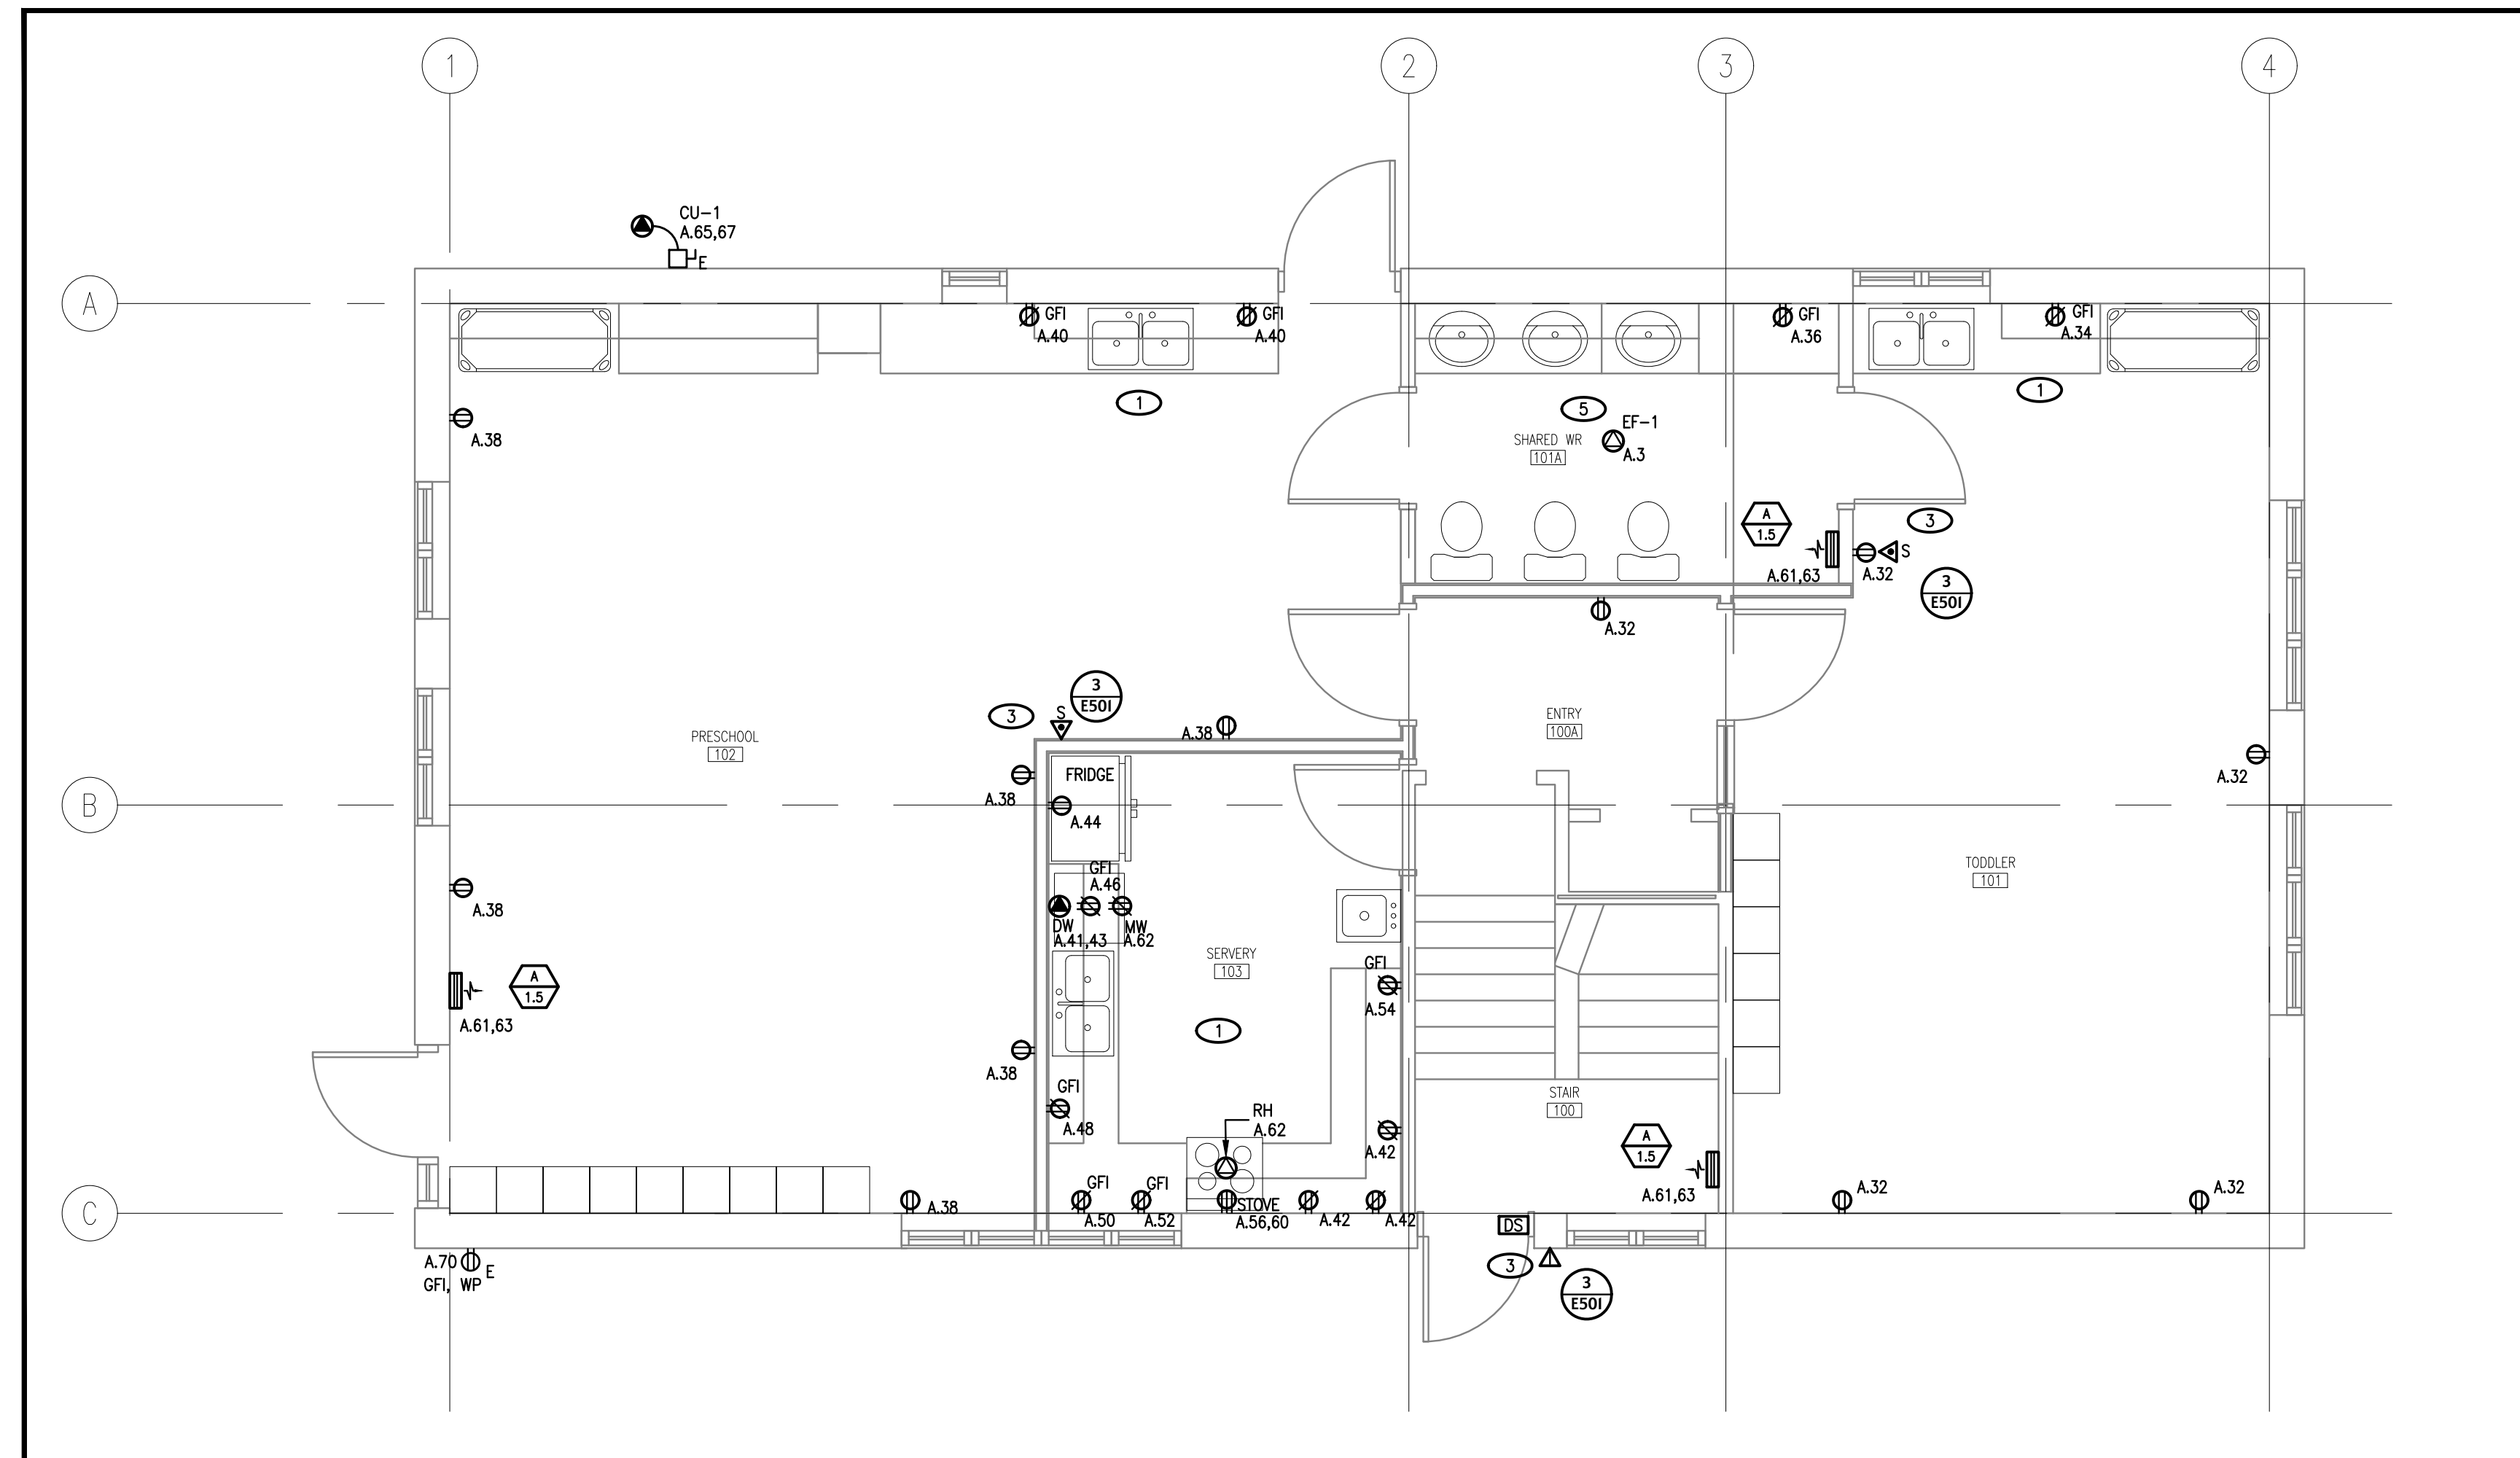 1
2
3
4
CU-1
A.65,67
E
A
GFI
A.40
GFI
A.40
GFI
A.36
GFI
A.34
1
1
A.38
5
EF-1
SHARED WR
A.3
101A
A
1.5
A.61,63
3
S
A.32
3
E501
A.32
3
E501
3
S
A.38
ENTRY
100A
PRESCHOOL
102
FRIDGE
A.38
A.44
A.32
B
TODDLER
101
GFI
A.46
DW
A.41,43
MW
A.62
A.38
SERVERY
103
GFI
A.54
A
1.5
A.61,63
1
A.38
GFI
A.48
RH
A.62
A.42
STAIR
100
A
1.5
A.61,63
A.32
A.32
C
A.38
GFI
A.50
GFI
A.52
STOVE
A.56,60
A.42
A.42
DS
A.70
GFI, WP
E
3
3
E501